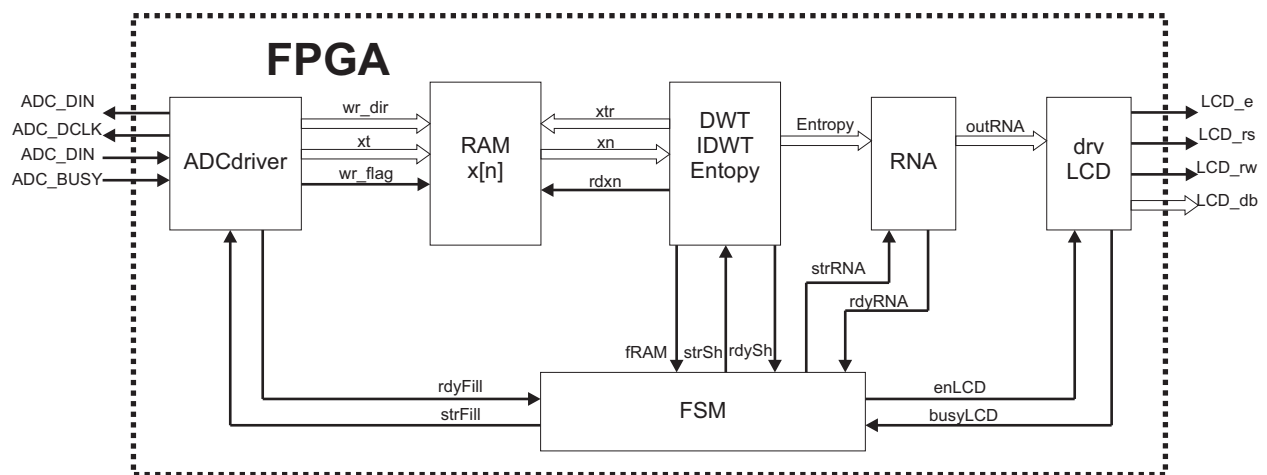 FPGA
ADC_DIN
ADC_DCLK
ADC_DIN
ADC_BUSY
ADCdriver
wr_dir
xt
wr_flag
RAM
x[n]
xtr
xn
rdxn
DWT
IDWT
Entopy
Entropy
RNA
outRNA
drv
LCD
LCD_e
LCD_rs
LCD_rw
LCD_db
strRNA
rdyRNA
fRAM
strSh
rdySh
rdyFill
strFill
FSM
enLCD
busyLCD